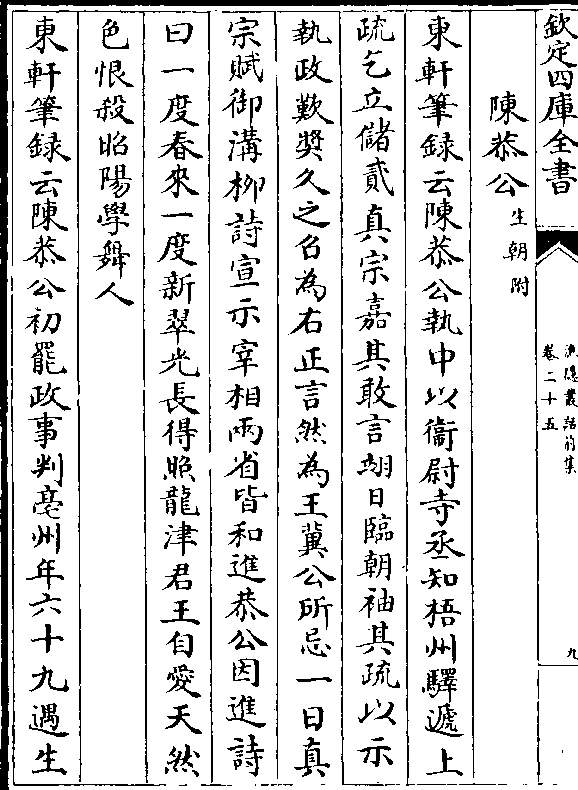 欽定四庫全書
漁隱叢話前集
卷二十五
九
陳恭公生朝附
東軒筆録云陳恭公執中以衞尉寺丞知梧州驛遞上
疏乞立儲貳真宗嘉其敢言翊日臨朝袖其疏以示
執政歎奬久之召為右正言然為王冀公所忌一日真
宗賦御溝栁詩宣示宰相兩省皆和進恭公因進詩
曰一度春來一度新翠光長得照龍津君王自愛天然
色恨殺昭陽學舞人
東軒筆録云陳恭公初罷政事判亳州年六十九遇生